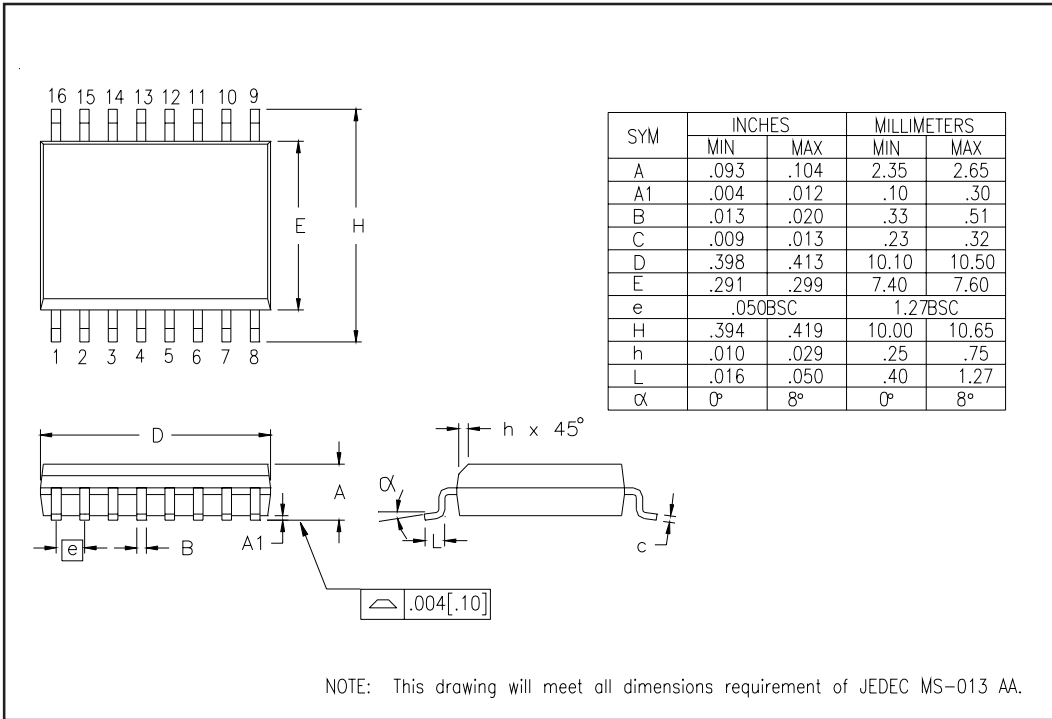 16 15 14 13 12 11 10 9
E
H
1 2 3 4 5 6 7 8
SYM INCHES MILLIMETERS
MIN MAX MIN MAX
A .093 .104 2.35 2.65
A1 .004 .012 .10 .30
B .013 .020 .33 .51
C .009 .013 .23 .32
D .398 .413 10.10 10.50
E .291 .299 7.40 7.60
e .050BSC 1.27BSC
H .394 .419 10.00 10.65
h .010 .029 .25 .75
L .016 .050 .40 1.27
α 0° 8° 0° 8°
D
A
e
B
A1
h x 45°
α
L
c
.004[.10]
NOTE: This drawing will meet all dimensions requirement of JEDEC MS-013 AA.